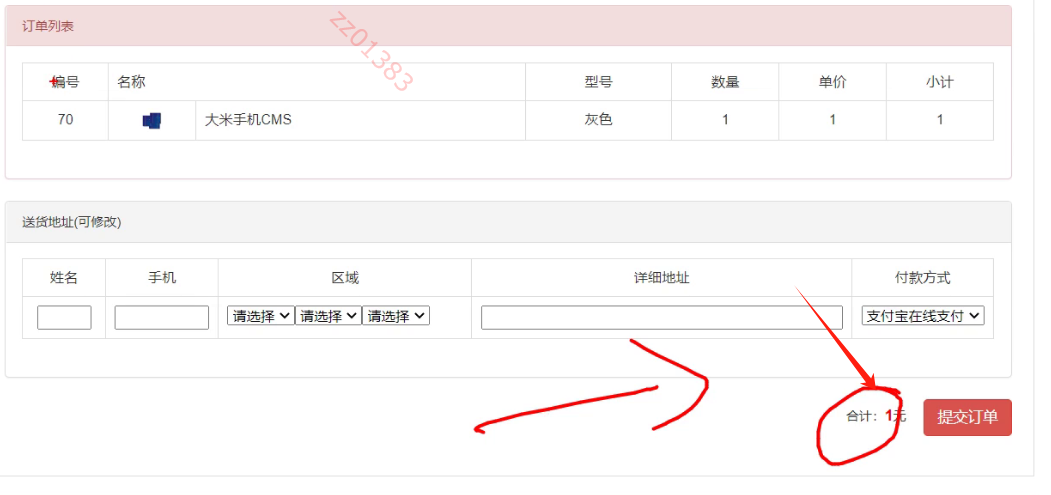 订单列表
zz01383
编号 名称 型号 数量 单价 小计
70 大米手机CMS 灰色 1 1 1
送货地址(可修改)
姓名 手机 区域 详细地址 付款方式
请选择 请选择 请选择 支付宝在线支付
合计: 1元 提交订单